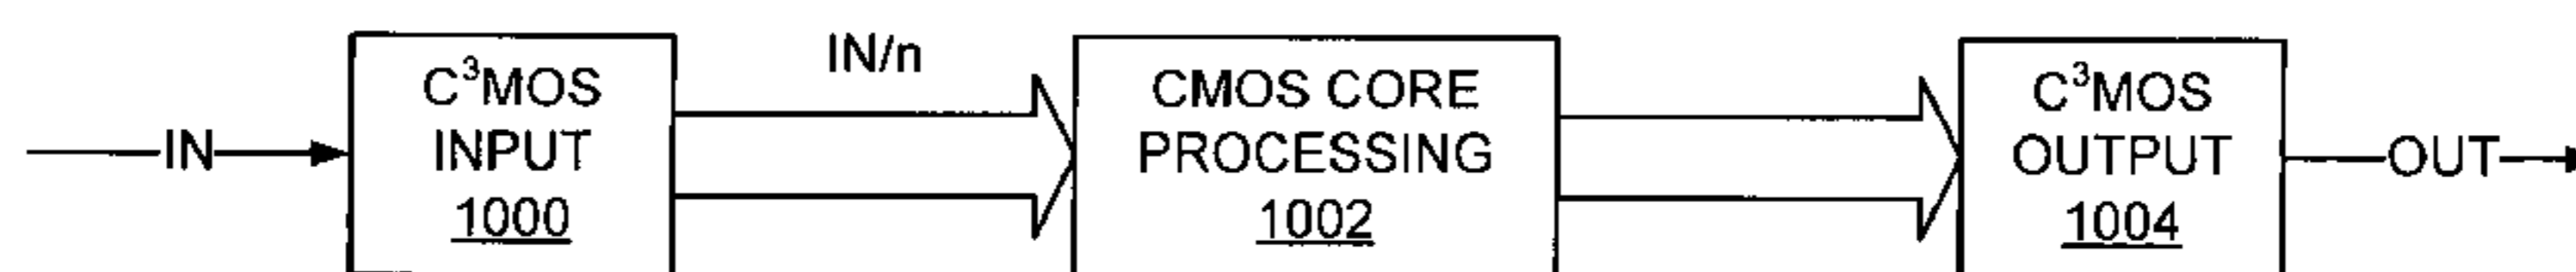 IN
C³MOS
INPUT
1000
IN/n
CMOS CORE
PROCESSING
1002
C³MOS
OUTPUT
1004
OUT